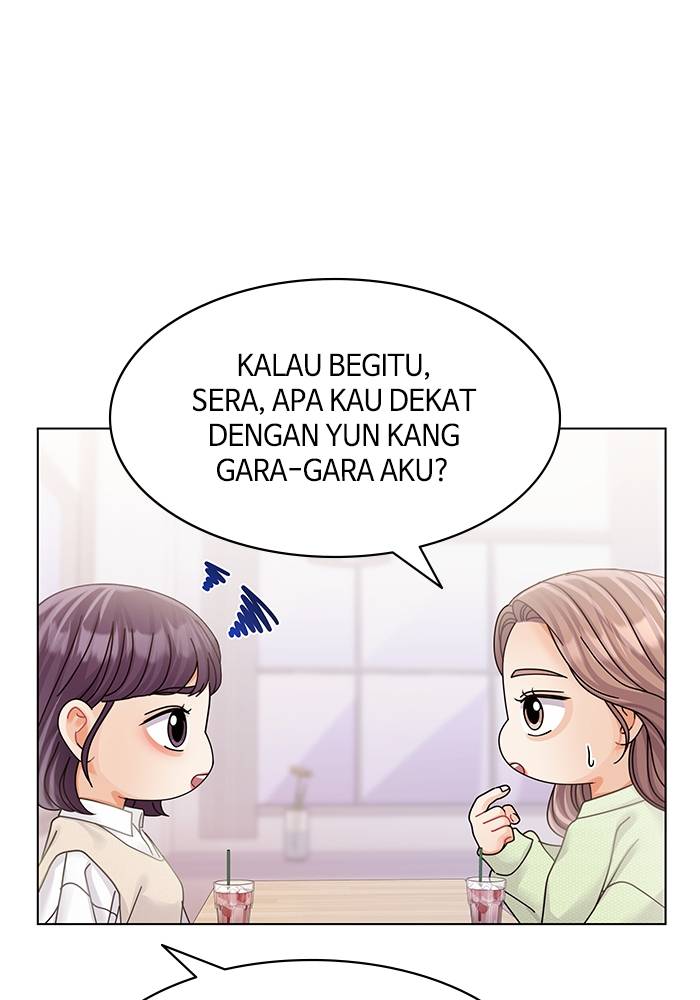 KALAU BEGITU,
SERA, APA KAU DEKAT
DENGAN YUN KANG
GARA-GARA AKU?